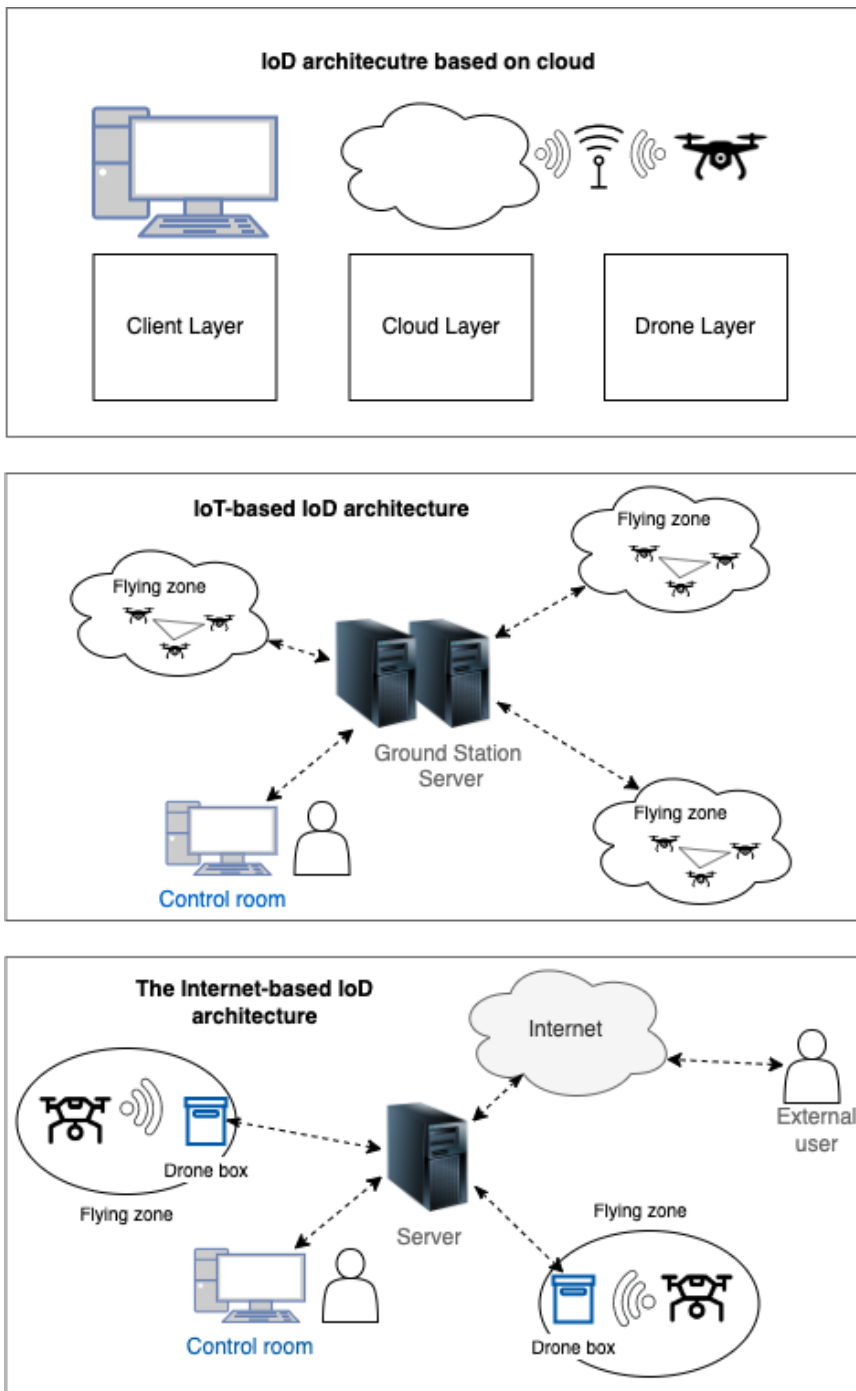 IoD architecutre based on cloud
Client Layer
Cloud Layer
Drone Layer
IoT-based IoD architecture
Flying zone
Flying zone
Ground Station
Server
Flying zone
Control room
The Internet-based IoD
architecture
Internet
External
user
Drone box
Flying zone
Server
Flying zone
Control room
Drone box